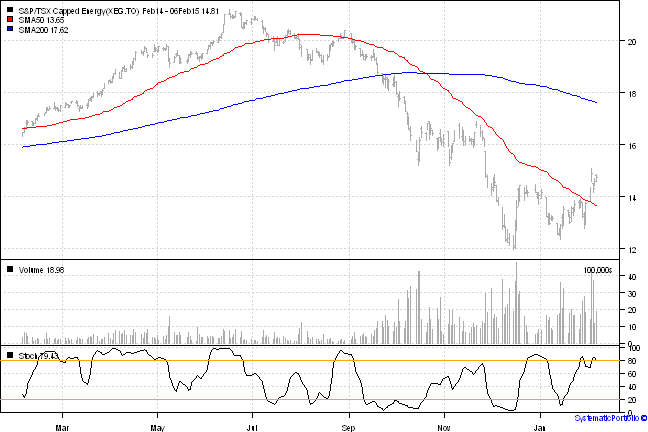 S&P/TSX Capped Energy(XEG.TO) Feb14 - 06Feb15 14.81
SMA50 13.65
SMA200 17.62
20
18
16
14
12
Volume 18.98
100,000s
40
30
20
10
0
Stoch 79.43
100
80
60
40
20
0
Mar May Jul Sep Nov Jan
SystematicPortfolio ©